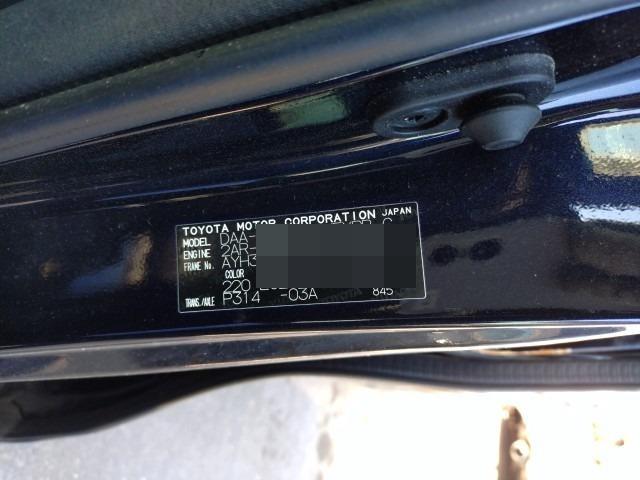 TOYOTA MOTOR CORPORATION JAPAN
MODEL DAA-
ENGINE 2AR-
FRAME No. AYH3
COLOR
220
TRANS./AXLE P314 -03A 845